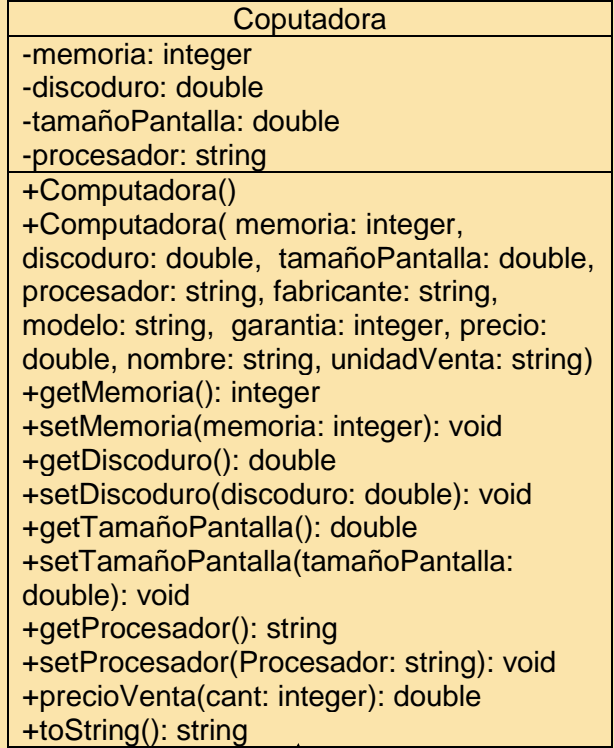 Coputadora
-memoria: integer
-discoduro: double
-tamañoPantalla: double
-procesador: string
+Computadora()
+Computadora( memoria: integer,
discoduro: double, tamañoPantalla: double,
procesador: string, fabricante: string,
modelo: string, garantia: integer, precio:
double, nombre: string, unidadVenta: string)
+getMemoria(): integer
+setMemoria(memoria: integer): void
+getDiscoduro(): double
+setDiscoduro(discoduro: double): void
+getTamañoPantalla(): double
+setTamañoPantalla(tamañoPantalla:
double): void
+getProcesador(): string
+setProcesador(Procesador: string): void
+precioVenta(cant: integer): double
+toString(): string